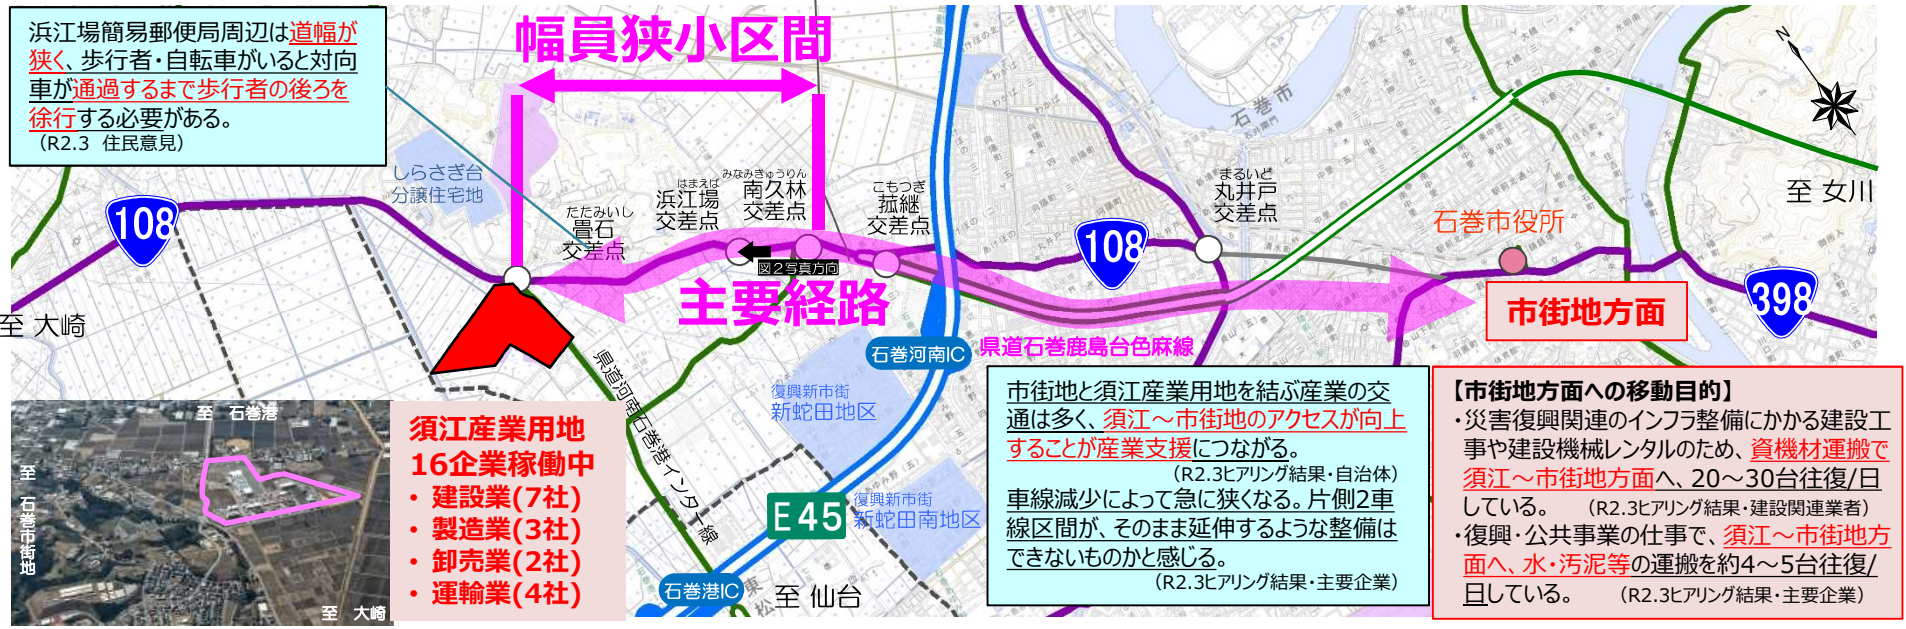 浜江場簡易郵便局周辺は道幅が
狭く、歩行者・自転車がいると対向
車が通過するまで歩行者の後ろを
徐行する必要がある。
（R2.3 住民意見）
幅員狭小区間
石巻市
至 女川
しらさぎ台
分譲住宅地
108
たたみいし
畳石
交差点
はまえば
浜江場
交差点
みなみきゅうりん
南久林
交差点
こもつぎ
菰継
交差点
まるいど
丸井戸
交差点
108
石巻市役所
398
N
図２写真方向
主要経路
市街地方面
至 大崎
石巻河南IC
県道石巻鹿島台色麻線
県道河南石巻港インター線
復興新市街
新蛇田地区
復興新市街
新蛇田南地区
E45
石巻港IC
至 仙台
至 石巻港
至 石巻市街地
至 大崎
須江産業用地
16企業稼働中
・ 建設業(7社)
・ 製造業(3社)
・ 卸売業(2社)
・ 運輸業(4社)
市街地と須江産業用地を結ぶ産業の交
通は多く、須江～市街地のアクセスが向上
することが産業支援につながる。
（R2.3ヒアリング結果・自治体）
車線減少によって急に狭くなる。片側2車
線区間が、そのまま延伸するような整備は
できないものかと感じる。
（R2.3ヒアリング結果・主要企業）
【市街地方面への移動目的】
・災害復興関連のインフラ整備にかかる建設工
事や建設機械レンタルのため、資機材運搬で
須江～市街地方面へ、20～30台往復/日
している。 （R2.3ヒアリング結果・建設関連業者）
・復興・公共事業の仕事で、須江～市街地方
面へ、水・汚泥等の運搬を約4～5台往復/
日している。 （R2.3ヒアリング結果・主要企業）